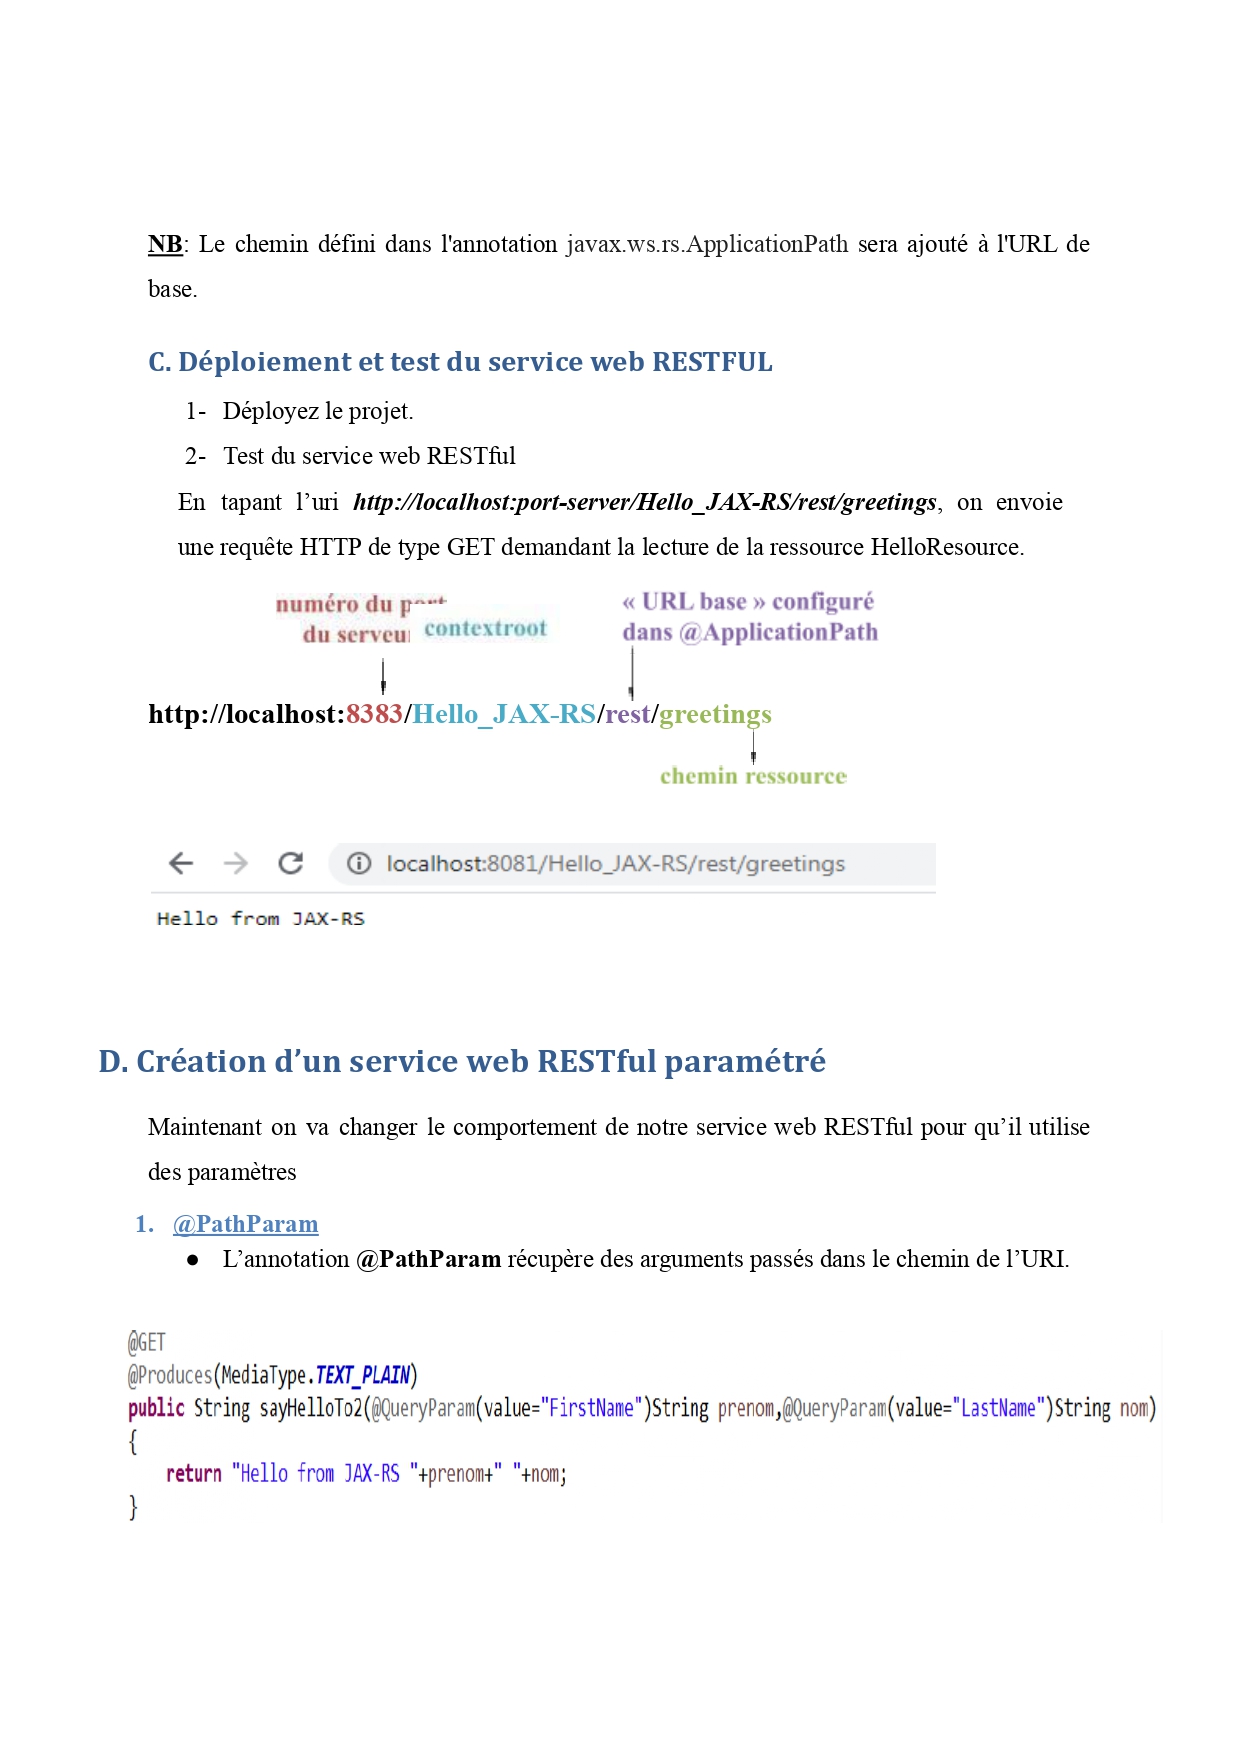 NB: Le chemin défini dans l'annotation javax.ws.rs.ApplicationPath sera ajouté à l'URL de
base.
C. Déploiement et test du service web RESTFUL
1- Déployez le projet.
2- Test du service web RESTful
En tapant l’uri http://localhost:port-server/Hello_JAX-RS/rest/greetings, on envoie
une requête HTTP de type GET demandant la lecture de la ressource HelloResource.
numéro du port
du serveur
contextroot
« URL base » configuré
dans @ApplicationPath
http://localhost:8383/Hello_JAX-RS/rest/greetings
chemin ressource
localhost:8081/Hello_JAX-RS/rest/greetings
Hello from JAX-RS
D. Création d’un service web RESTful paramétré
Maintenant on va changer le comportement de notre service web RESTful pour qu’il utilise
des paramètres
1. @PathParam
● L’annotation @PathParam récupère des arguments passés dans le chemin de l’URI.
@GET
@Produces(MediaType.TEXT_PLAIN)
public String sayHelloTo2(@QueryParam(value="FirstName")String prenom,@QueryParam(value="LastName")String nom)
{
return "Hello from JAX-RS "+prenom+" "+nom;
}